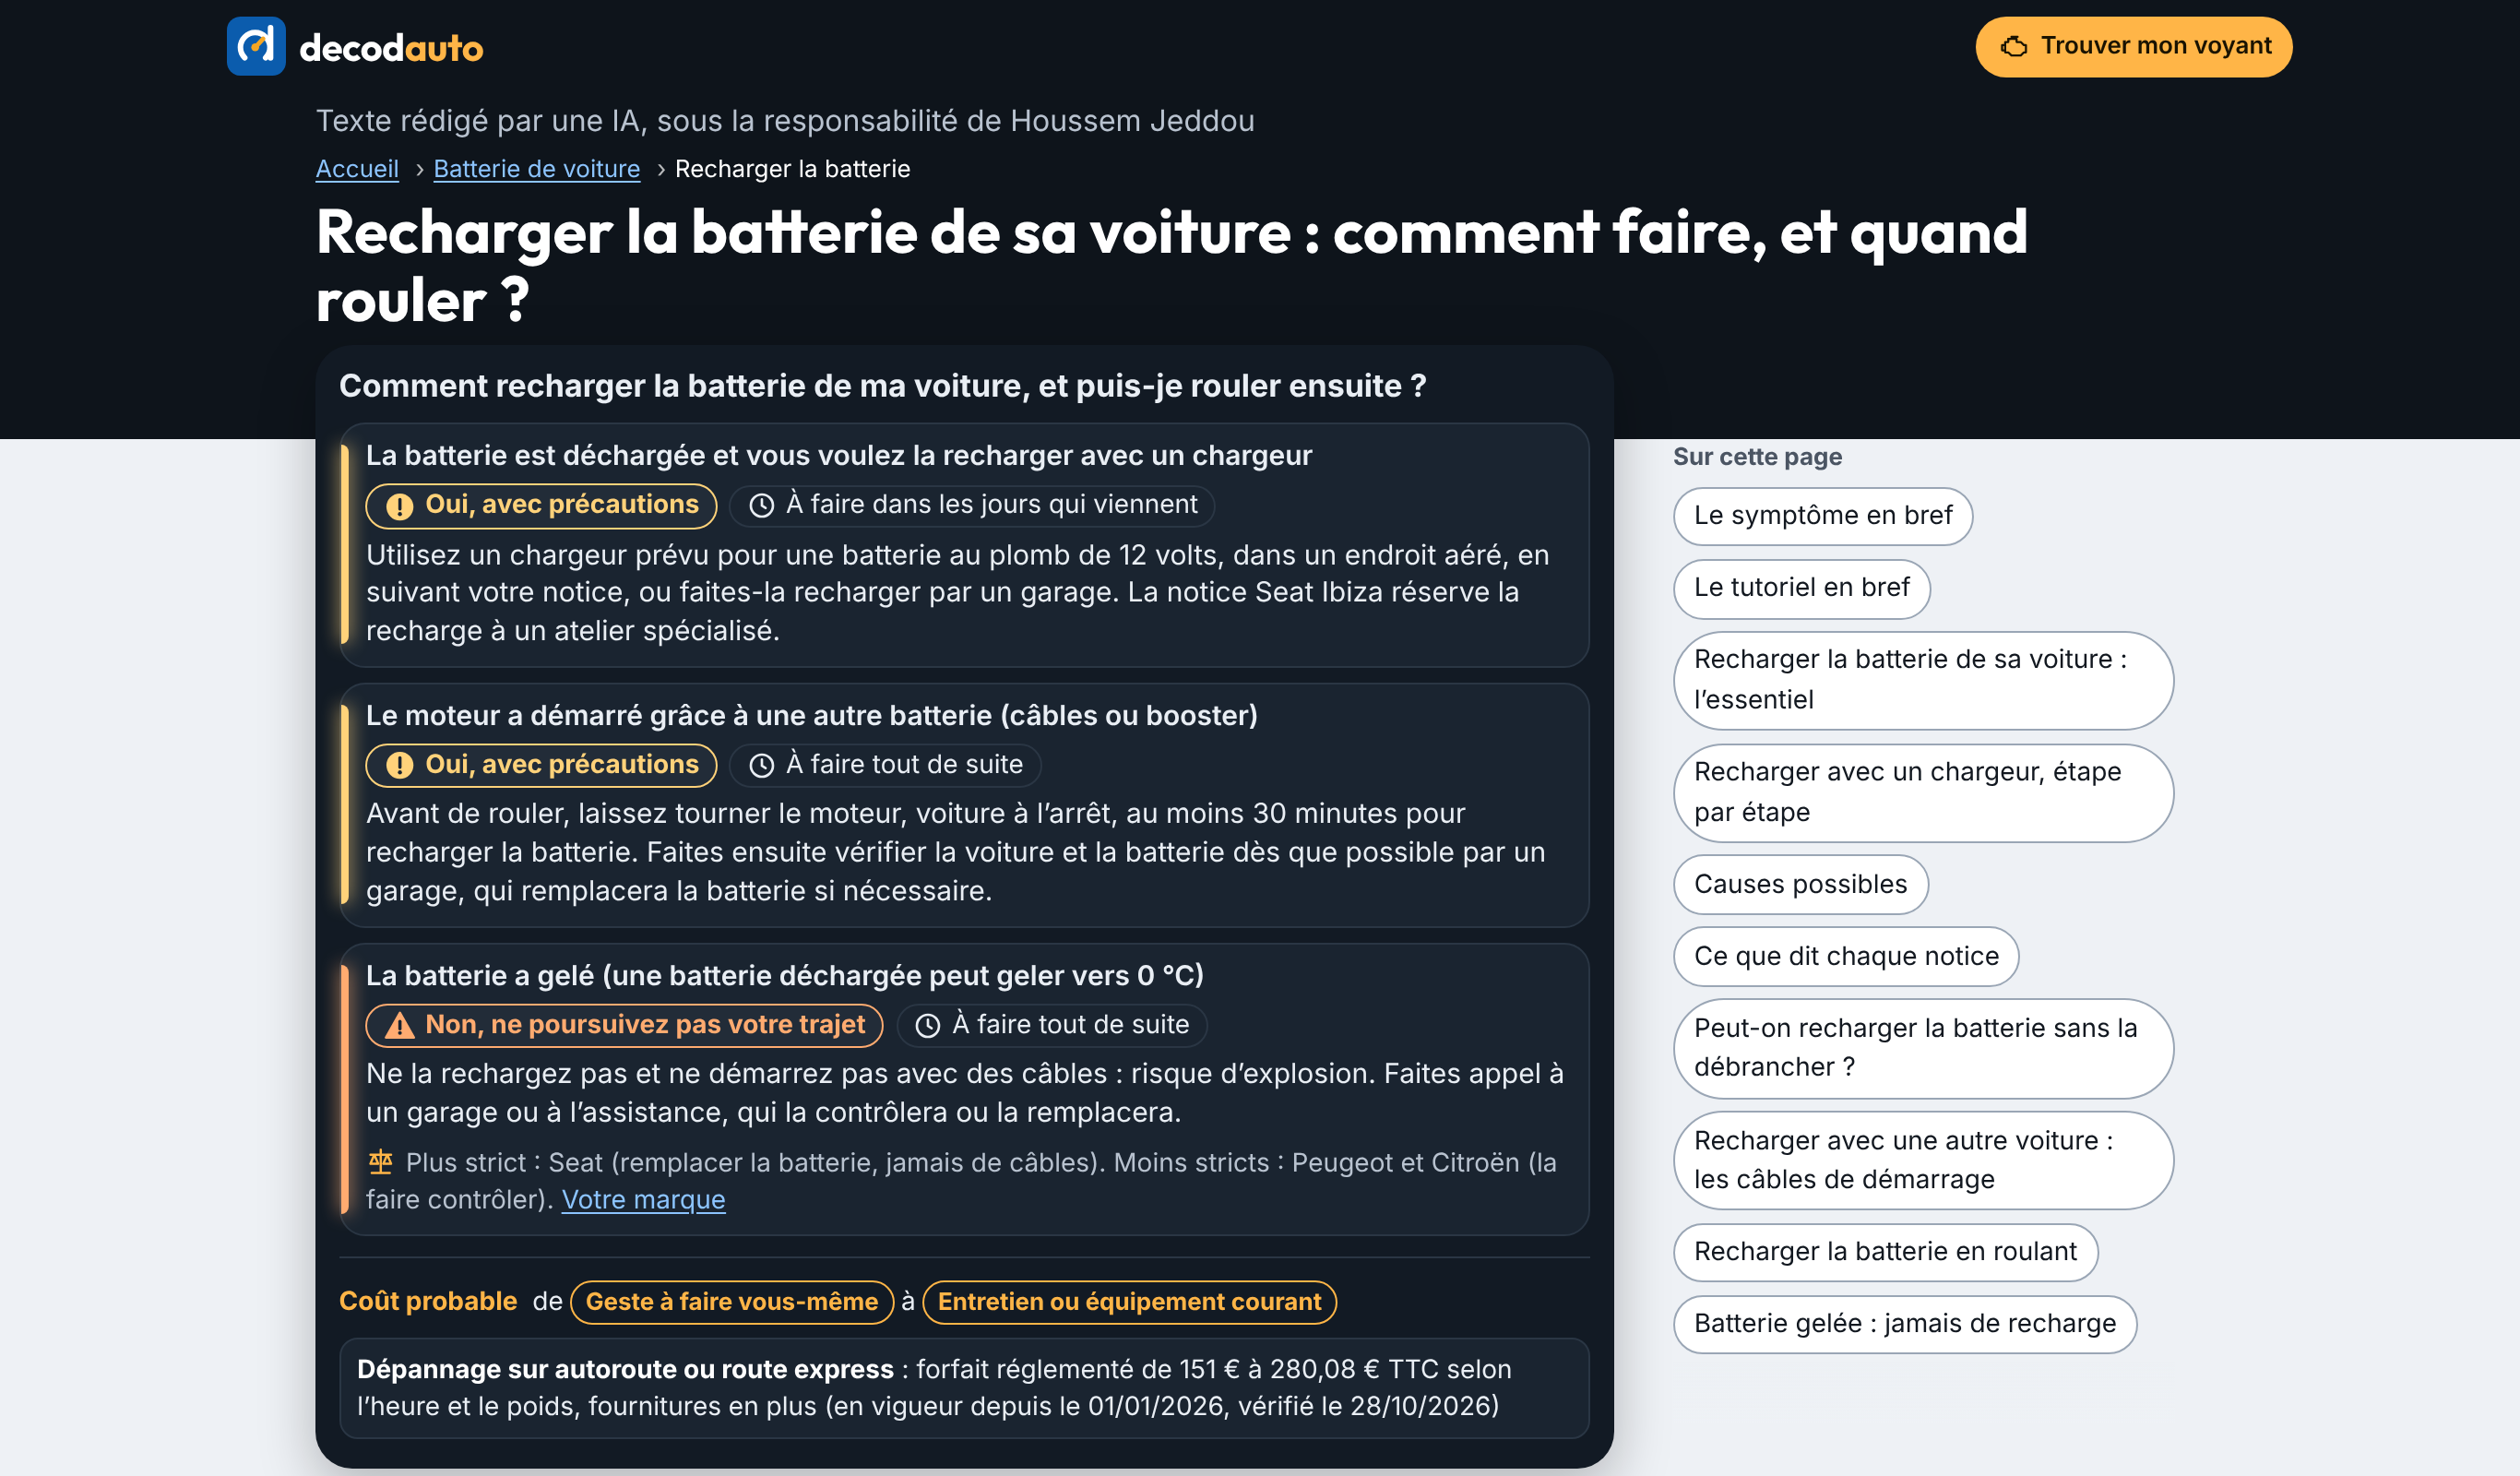 decodauto
Trouver mon voyant
Texte rédigé par une IA, sous la responsabilité de Houssem Jeddou
Accueil › Batterie de voiture › Recharger la batterie
Recharger la batterie de sa voiture : comment faire, et quand
rouler ?
Comment recharger la batterie de ma voiture, et puis-je rouler ensuite ?
La batterie est déchargée et vous voulez la recharger avec un chargeur
Oui, avec précautions
À faire dans les jours qui viennent
Utilisez un chargeur prévu pour une batterie au plomb de 12 volts, dans un endroit aéré, en
suivant votre notice, ou faites-la recharger par un garage. La notice Seat Ibiza réserve la
recharge à un atelier spécialisé.
Le moteur a démarré grâce à une autre batterie (câbles ou booster)
Oui, avec précautions
À faire tout de suite
Avant de rouler, laissez tourner le moteur, voiture à l’arrêt, au moins 30 minutes pour
recharger la batterie. Faites ensuite vérifier la voiture et la batterie dès que possible par un
garage, qui remplacera la batterie si nécessaire.
La batterie a gelé (une batterie déchargée peut geler vers 0 °C)
Non, ne poursuivez pas votre trajet
À faire tout de suite
Ne la rechargez pas et ne démarrez pas avec des câbles : risque d’explosion. Faites appel à
un garage ou à l’assistance, qui la contrôlera ou la remplacera.
Plus strict : Seat (remplacer la batterie, jamais de câbles). Moins stricts : Peugeot et Citroën (la
faire contrôler). Votre marque
Coût probable de Geste à faire vous-même à Entretien ou équipement courant
Dépannage sur autoroute ou route express : forfait réglementé de 151 € à 280,08 € TTC selon
l’heure et le poids, fournitures en plus (en vigueur depuis le 01/01/2026, vérifié le 28/10/2026)
Sur cette page
Le symptôme en bref
Le tutoriel en bref
Recharger la batterie de sa voiture :
l’essentiel
Recharger avec un chargeur, étape
par étape
Causes possibles
Ce que dit chaque notice
Peut-on recharger la batterie sans la
débrancher ?
Recharger avec une autre voiture :
les câbles de démarrage
Recharger la batterie en roulant
Batterie gelée : jamais de recharge